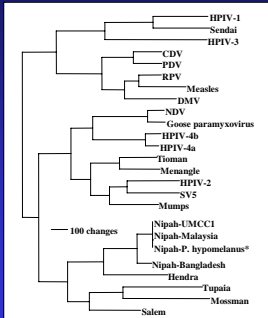 HPIV-1
Sendai
HPIV-3
CDV
PDV
RPV
Measles
DMV
NDV
Goose paramyxovirus
HPIV-4b
HPIV-4a
Tioman
Menangle
HPIV-2
SV5
Mumps
Nipah-UMCC1
100 changes
Nipah-Malaysia
Nipah-P. hypomelanus*
Nipah-Bangladesh
Hendra
Tupaia
Mossman
Salem